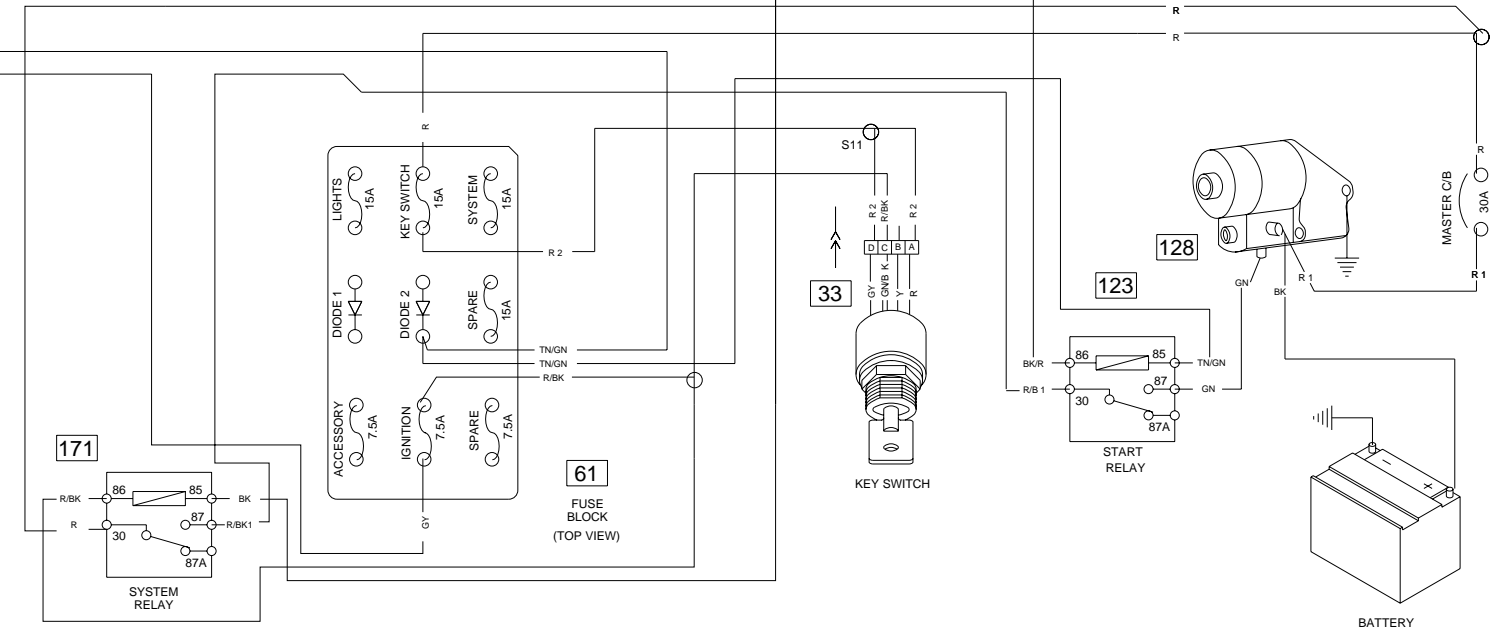 R
R
R
LIGHTS
15A
KEY SWITCH
15A
SYSTEM
15A
R 2
DIODE 1
DIODE 2
SPARE
15A
TN/GN
TN/GN
R/BK
ACCESSORY
7.5A
IGNITION
7.5A
SPARE
7.5A
GY
61
FUSE
BLOCK
(TOP VIEW)
171
R/BK
86
85
BK
R
30
87
R/BK1
87A
SYSTEM
RELAY
S11
R 2
R/BK
R 2
D
C
B
A
GY
GN/B K
Y
R
33
KEY SWITCH
128
GN
BK
R 1
R
MASTER C/B
30A
R 1
123
BK/R
86
85
TN/GN
R/B 1
30
87
GN
87A
START
RELAY
-
+
BATTERY